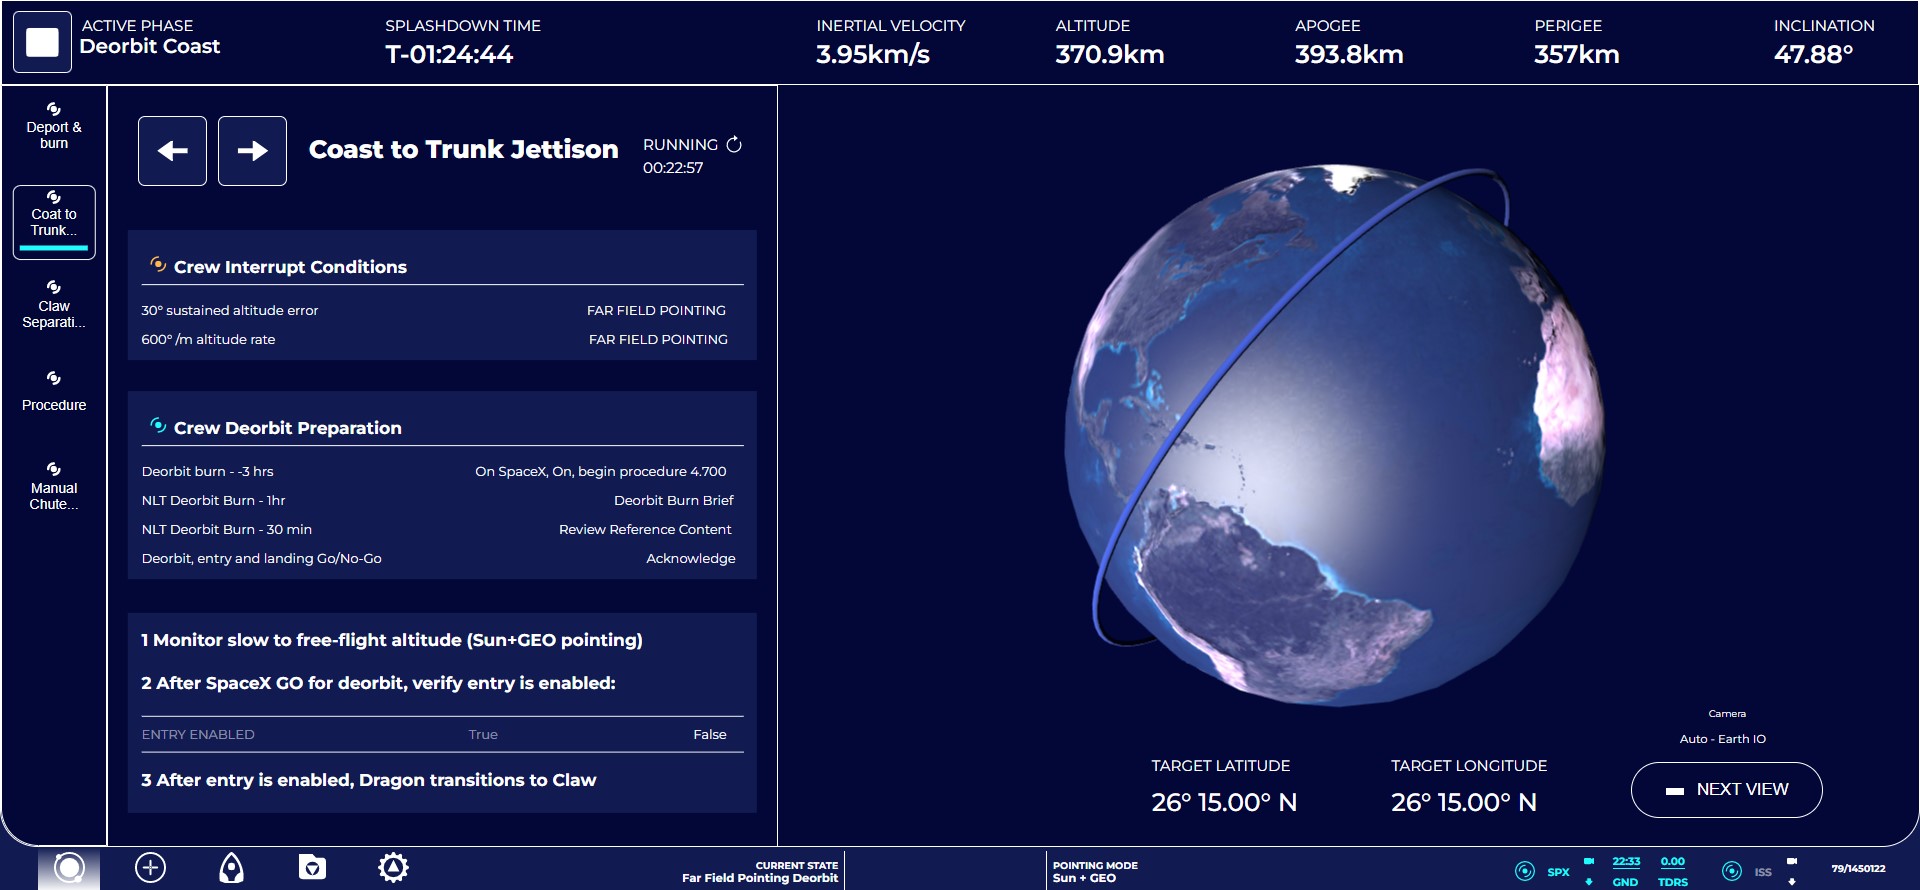 ACTIVE PHASE
Deorbit Coast
SPLASHDOWN TIME
T-01:24:44
INERTIAL VELOCITY
3.95km/s
ALTITUDE
370.9km
APOGEE
393.8km
PERIGEE
357km
INCLINATION
47.88°
Deport &
burn
Coat to
Trunk...
Claw
Separati...
Procedure
Manual
Chute...
Coast to Trunk Jettison
RUNNING
00:22:57
Crew Interrupt Conditions
30° sustained altitude error FAR FIELD POINTING
600° /m altitude rate FAR FIELD POINTING
Crew Deorbit Preparation
Deorbit burn - -3 hrs On SpaceX, On, begin procedure 4.700
NLT Deorbit Burn - 1hr Deorbit Burn Brief
NLT Deorbit Burn - 30 min Review Reference Content
Deorbit, entry and landing Go/No-Go Acknowledge
1 Monitor slow to free-flight altitude (Sun+GEO pointing)
2 After SpaceX GO for deorbit, verify entry is enabled:
ENTRY ENABLED True False
3 After entry is enabled, Dragon transitions to Claw
Camera
Auto - Earth IO
TARGET LATITUDE
26° 15.00° N
TARGET LONGITUDE
26° 15.00° N
NEXT VIEW
CURRENT STATE
Far Field Pointing Deorbit
POINTING MODE
Sun + GEO
SPX
22:33
GND
0.00
TDRS
ISS
79/1450122